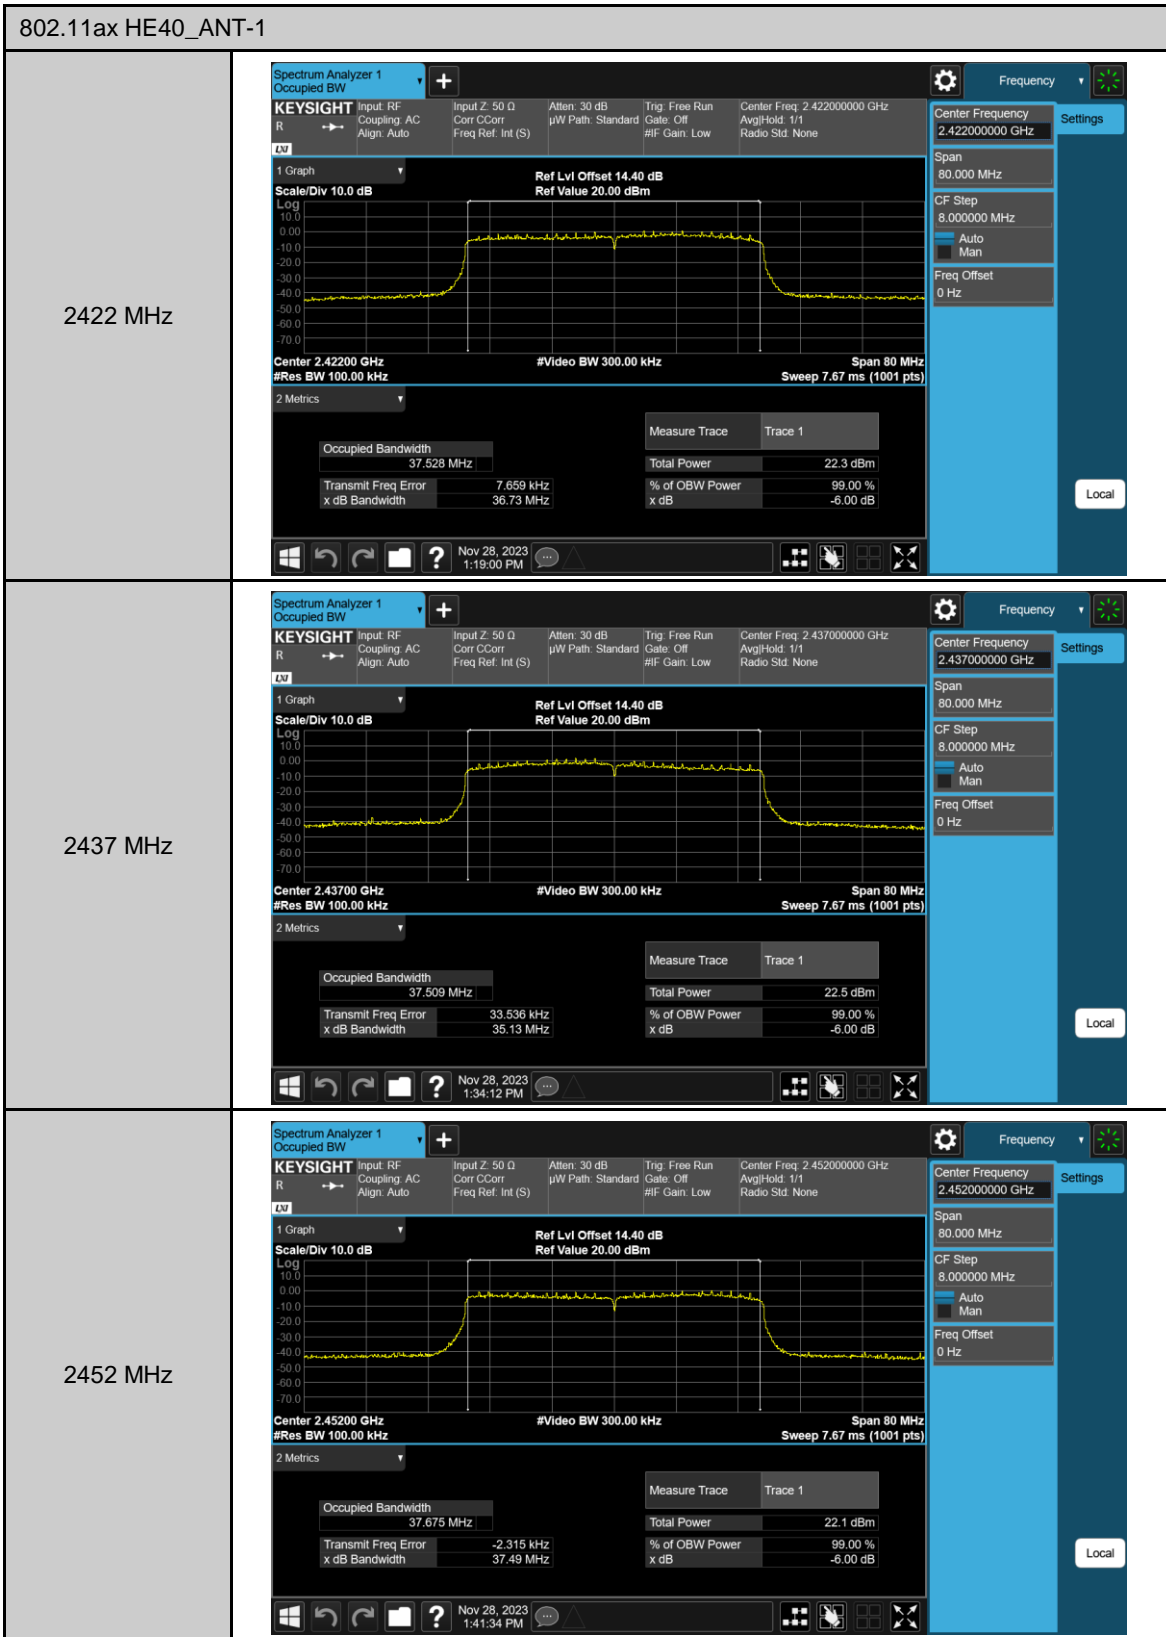 802.11ax HE40_ANT-1
2422 MHz
Spectrum Analyzer 1
Occupied BW
Frequency
KEYSIGHT
R
LXI
Input: RF
Coupling: AC
Align: Auto
Input Z: 50 Ω
Corr CCorr
Freq Ref: Int (S)
Atten: 30 dB
µW Path: Standard
Trig: Free Run
Gate: Off
#IF Gain: Low
Center Freq: 2.422000000 GHz
Avg|Hold: 1/1
Radio Std: None
Center Frequency
2.422000000 GHz
Settings
Span
80.000 MHz
CF Step
8.000000 MHz
Auto
Man
Freq Offset
0 Hz
Local
1 Graph
Scale/Div 10.0 dB
Ref Lvl Offset 14.40 dB
Ref Value 20.00 dBm
Log
10.0
0.00
-10.0
-20.0
-30.0
-40.0
-50.0
-60.0
-70.0
Center 2.42200 GHz
#Res BW 100.00 kHz
#Video BW 300.00 kHz
Span 80 MHz
Sweep 7.67 ms (1001 pts)
2 Metrics
Measure Trace Trace 1
Occupied Bandwidth
37.528 MHz
Total Power 22.3 dBm
Transmit Freq Error 7.659 kHz
% of OBW Power 99.00 %
x dB Bandwidth 36.73 MHz
x dB -6.00 dB
?
Nov 28, 2023
1:19:00 PM
2437 MHz
Spectrum Analyzer 1
Occupied BW
Frequency
KEYSIGHT
R
LXI
Input: RF
Coupling: AC
Align: Auto
Input Z: 50 Ω
Corr CCorr
Freq Ref: Int (S)
Atten: 30 dB
µW Path: Standard
Trig: Free Run
Gate: Off
#IF Gain: Low
Center Freq: 2.437000000 GHz
Avg|Hold: 1/1
Radio Std: None
Center Frequency
2.437000000 GHz
Settings
Span
80.000 MHz
CF Step
8.000000 MHz
Auto
Man
Freq Offset
0 Hz
Local
1 Graph
Scale/Div 10.0 dB
Ref Lvl Offset 14.40 dB
Ref Value 20.00 dBm
Log
10.0
0.00
-10.0
-20.0
-30.0
-40.0
-50.0
-60.0
-70.0
Center 2.43700 GHz
#Res BW 100.00 kHz
#Video BW 300.00 kHz
Span 80 MHz
Sweep 7.67 ms (1001 pts)
2 Metrics
Measure Trace Trace 1
Occupied Bandwidth
37.509 MHz
Total Power 22.5 dBm
Transmit Freq Error 33.536 kHz
% of OBW Power 99.00 %
x dB Bandwidth 35.13 MHz
x dB -6.00 dB
?
Nov 28, 2023
1:34:12 PM
2452 MHz
Spectrum Analyzer 1
Occupied BW
Frequency
KEYSIGHT
R
LXI
Input: RF
Coupling: AC
Align: Auto
Input Z: 50 Ω
Corr CCorr
Freq Ref: Int (S)
Atten: 30 dB
µW Path: Standard
Trig: Free Run
Gate: Off
#IF Gain: Low
Center Freq: 2.452000000 GHz
Avg|Hold: 1/1
Radio Std: None
Center Frequency
2.452000000 GHz
Settings
Span
80.000 MHz
CF Step
8.000000 MHz
Auto
Man
Freq Offset
0 Hz
Local
1 Graph
Scale/Div 10.0 dB
Ref Lvl Offset 14.40 dB
Ref Value 20.00 dBm
Log
10.0
0.00
-10.0
-20.0
-30.0
-40.0
-50.0
-60.0
-70.0
Center 2.45200 GHz
#Res BW 100.00 kHz
#Video BW 300.00 kHz
Span 80 MHz
Sweep 7.67 ms (1001 pts)
2 Metrics
Measure Trace Trace 1
Occupied Bandwidth
37.675 MHz
Total Power 22.1 dBm
Transmit Freq Error -2.315 kHz
% of OBW Power 99.00 %
x dB Bandwidth 37.49 MHz
x dB -6.00 dB
?
Nov 28, 2023
1:41:34 PM